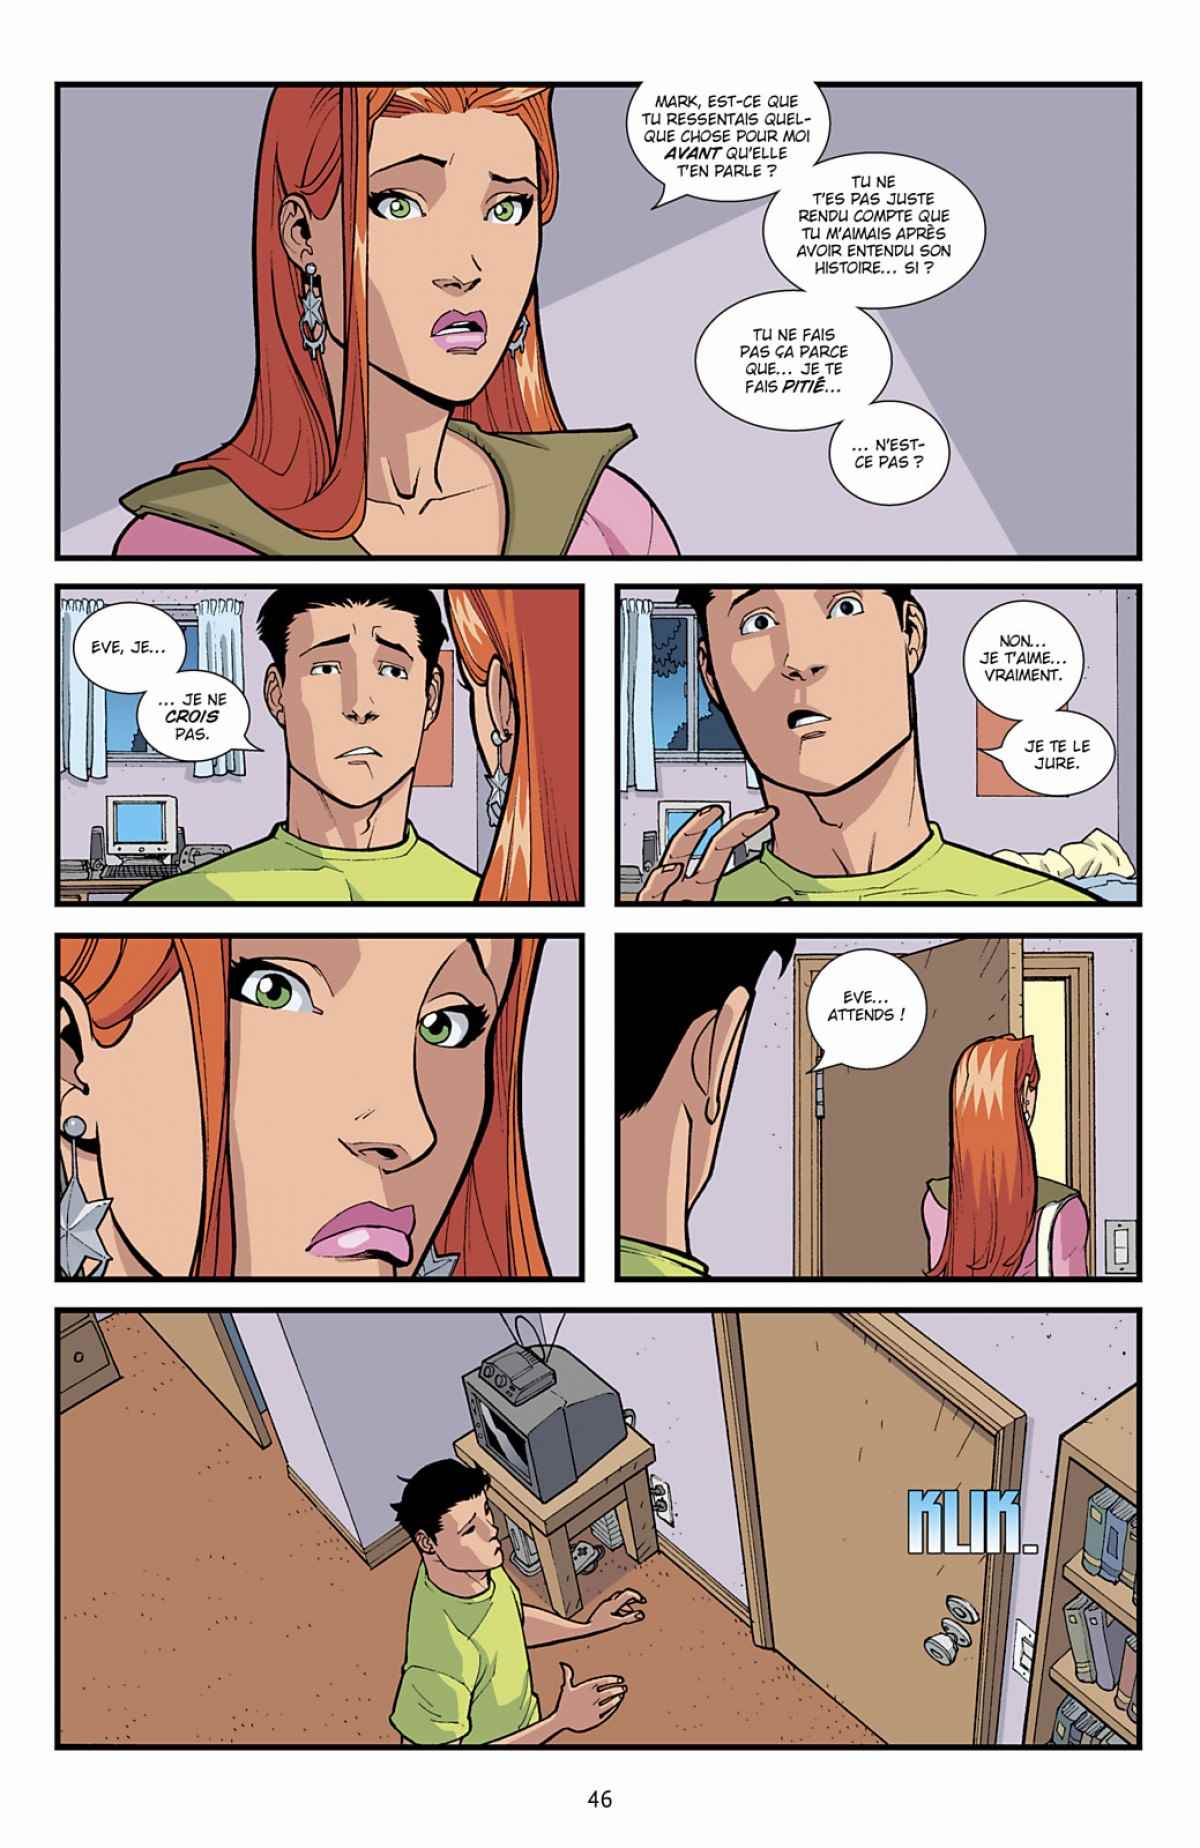 MARK, EST-CE QUE
TU RESSENTAIS QUEL-
QUE CHOSE POUR MOI
AVANT QU'ELLE
T'EN PARLE ?
TU NE
T'ES PAS JUSTE
RENDU COMPTE QUE
TU M'AIMAIS APRÈS
AVOIR ENTENDU SON
HISTOIRE... SI ?
TU NE FAIS
PAS ÇA PARCE
QUE... JE TE
FAIS PITIÉ...
... N'EST-
CE PAS ?
EVE, JE...
... JE NE
CROIS
PAS.
NON...
JE T'AIME...
VRAIMENT.
JE TE LE
JURE.
EVE...
ATTENDS !
KLIK.
46